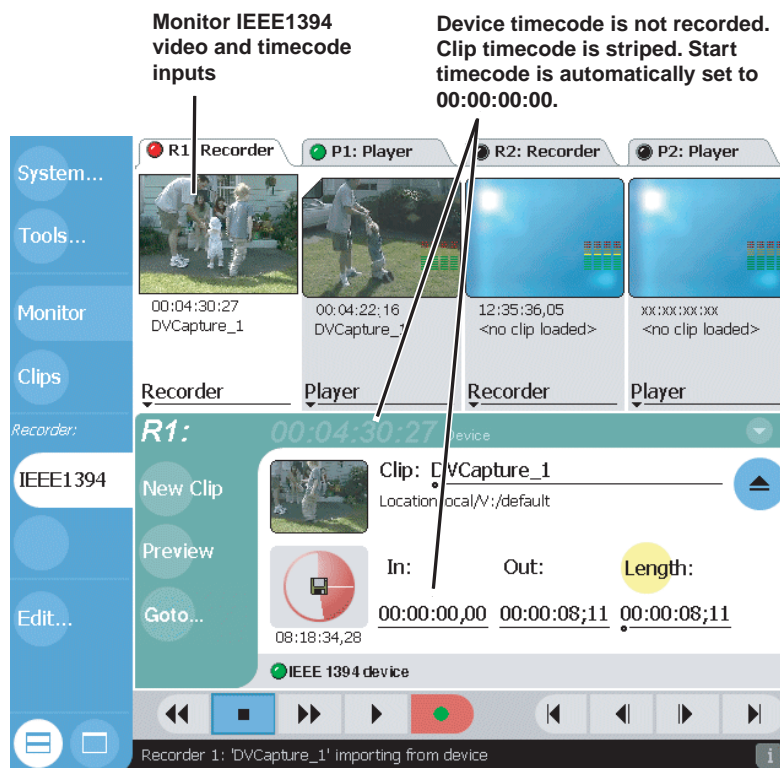 Monitor IEEE1394
video and timecode
inputs
Device timecode is not recorded.
Clip timecode is striped. Start
timecode is automatically set to
00:00:00:00.
System...
Tools...
Monitor
Clips
Recorder:
IEEE1394
Edit...
R1: Recorder
P1: Player
R2: Recorder
P2: Player
00:04:30:27
DVCapture_1
00:04:22;16
DVCapture_1
12:35:36,05
<no clip loaded>
xx:xx:xx:xx
<no clip loaded>
Recorder
Player
Recorder
Player
R1:
00:04:30:27 Device
New Clip
Preview
Goto...
Clip: DVCapture_1
Location local/V:/default
In:
Out:
Length:
00:00:00,00
00:00:08;11
00:00:08;11
08:18:34,28
IEEE 1394 device
Recorder 1: 'DVCapture_1' importing from device
i